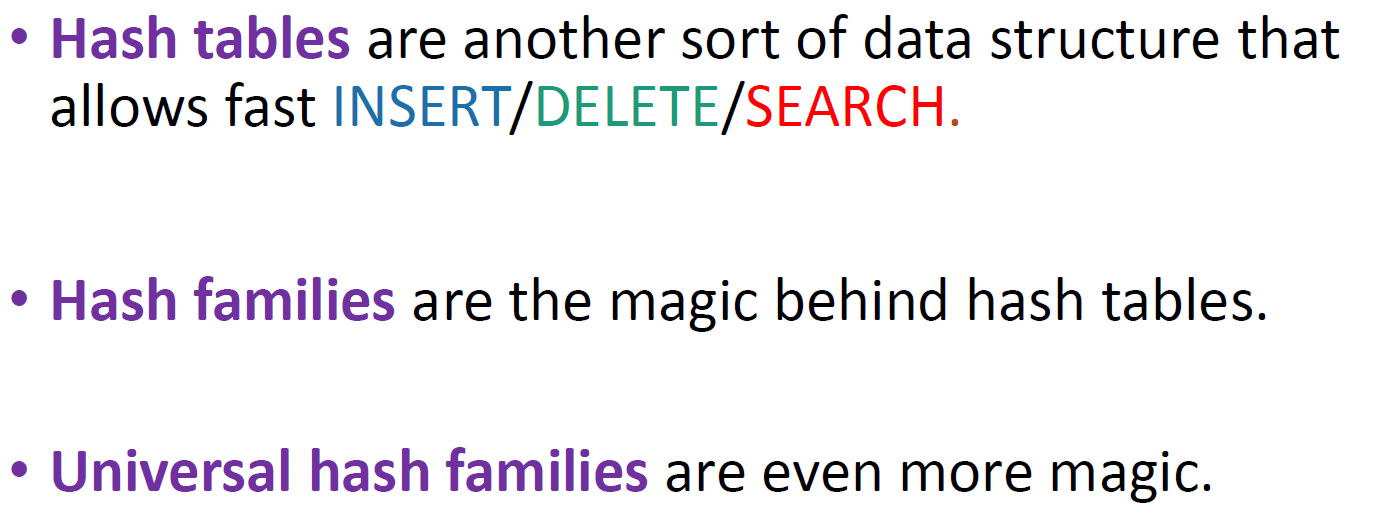 • Hash tables are another sort of data structure that
allows fast INSERT/DELETE/SEARCH.
• Hash families are the magic behind hash tables.
• Universal hash families are even more magic.